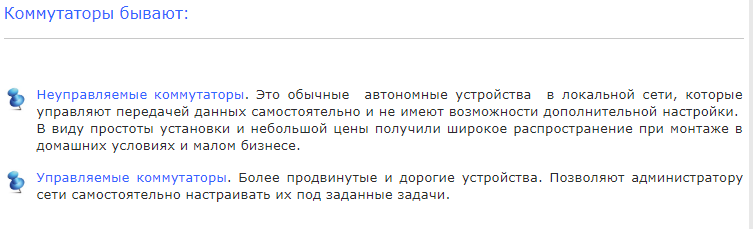 Коммутаторы бывают:
Неуправляемые коммутаторы. Это обычные автономные устройства в локальной сети, которые
управляют передачей данных самостоятельно и не имеют возможности дополнительной настройки.
В виду простоты установки и небольшой цены получили широкое распространение при монтаже в
домашних условиях и малом бизнесе.
Управляемые коммутаторы. Более продвинутые и дорогие устройства. Позволяют администратору
сети самостоятельно настраивать их под заданные задачи.